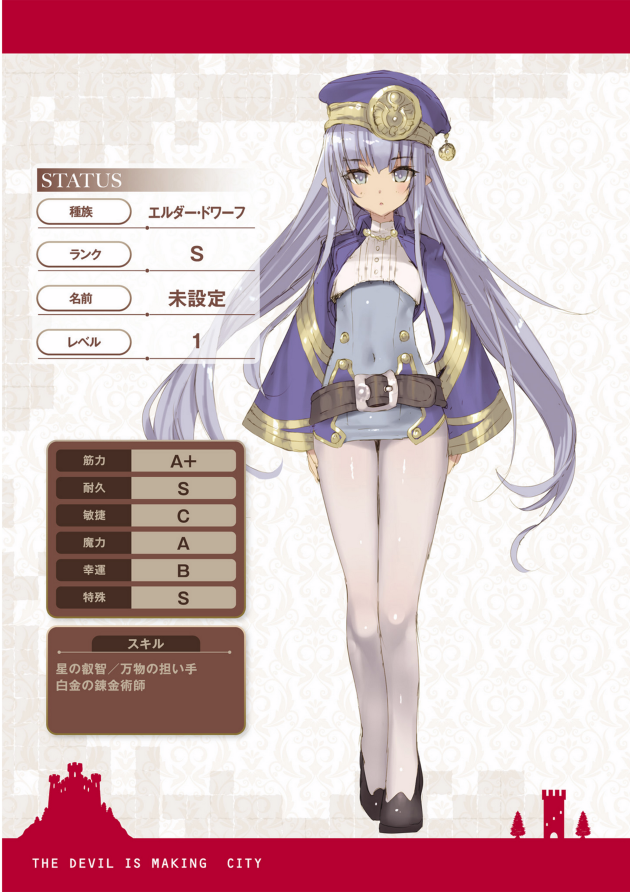 STATUS
種族 エルダー・ドワーフ
ランク S
名前 未設定
レベル 1
筋力 A+
耐久 S
敏捷 C
魔力 A
幸運 B
特殊 S
スキル
星の叡智／万物の担い手
白金の錬金術師
THE DEVIL IS MAKING CITY